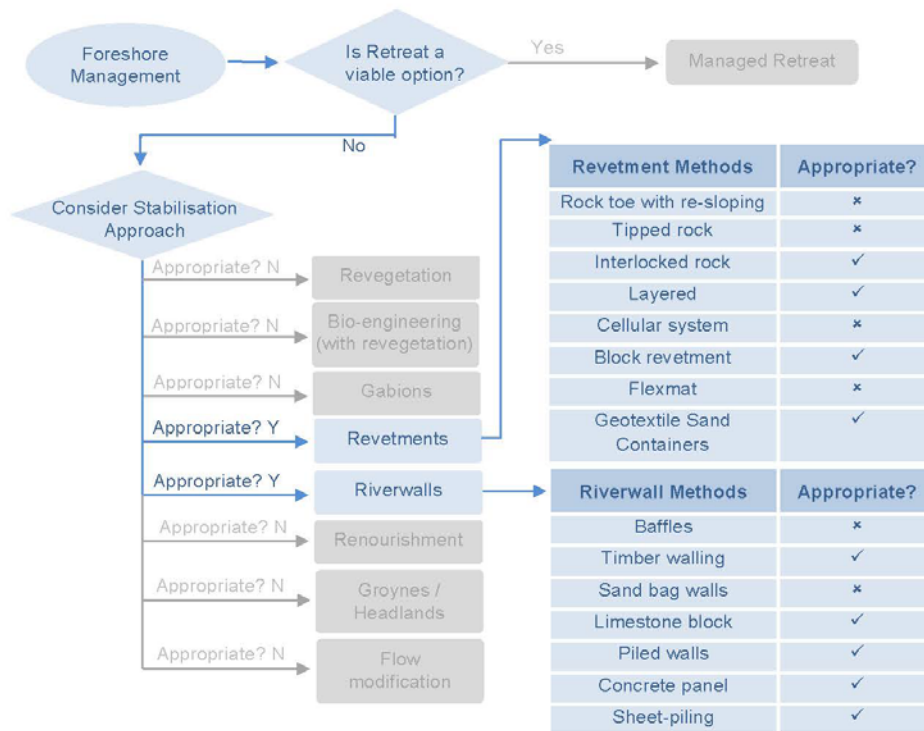 Foreshore
Management
Is Retreat a
viable option?
Yes
Managed Retreat
No
Consider Stabilisation
Approach
Appropriate? N
Revegetation
Appropriate? N
Bio-engineering
(with revegetation)
Appropriate? N
Gabions
Appropriate? Y
Revetments
Appropriate? Y
Riverwalls
Appropriate? N
Renourishment
Appropriate? N
Groynes /
Headlands
Appropriate? N
Flow
modification
Revetment Methods Appropriate?
Rock toe with re-sloping ×
Tipped rock ×
Interlocked rock ✓
Layered ✓
Cellular system ×
Block revetment ✓
Flexmat ×
Geotextile Sand ✓
Containers
Riverwall Methods Appropriate?
Baffles ×
Timber walling ✓
Sand bag walls ×
Limestone block ✓
Piled walls ✓
Concrete panel ✓
Sheet-piling ✓